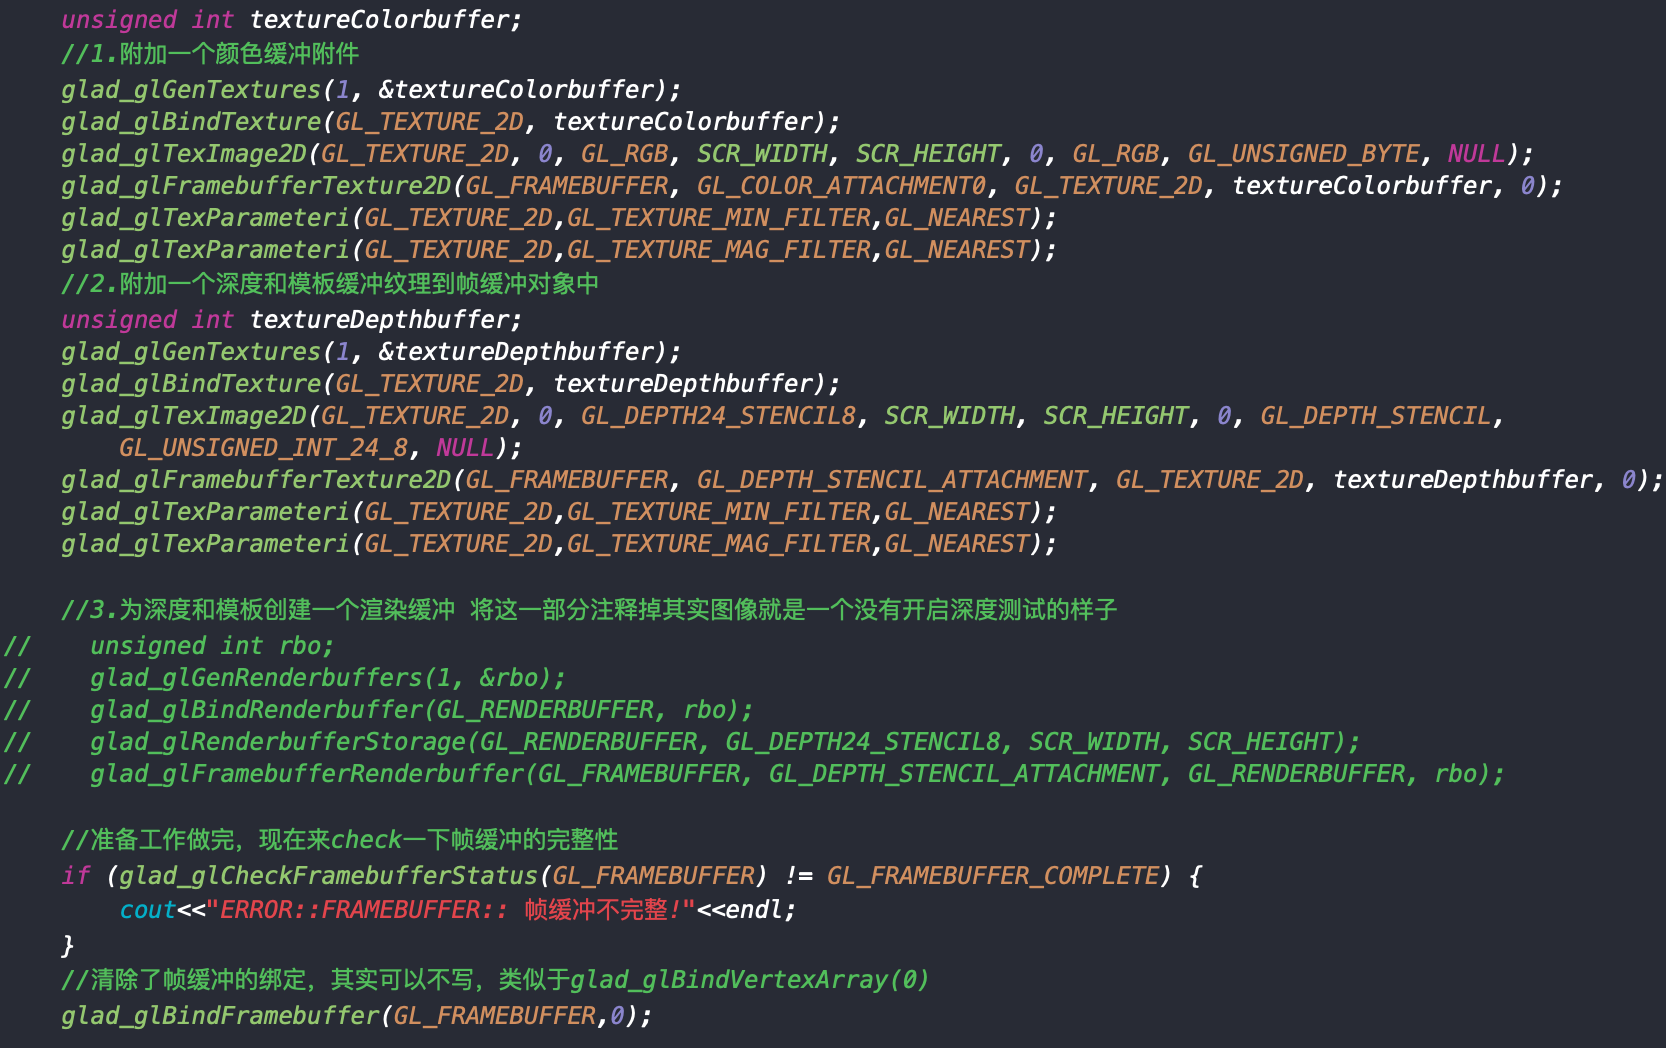 unsigned int textureColorbuffer;
//1.附加一个颜色缓冲附件
glad_glGenTextures(1, &textureColorbuffer);
glad_glBindTexture(GL_TEXTURE_2D, textureColorbuffer);
glad_glTexImage2D(GL_TEXTURE_2D, 0, GL_RGB, SCR_WIDTH, SCR_HEIGHT, 0, GL_RGB, GL_UNSIGNED_BYTE, NULL);
glad_glFramebufferTexture2D(GL_FRAMEBUFFER, GL_COLOR_ATTACHMENT0, GL_TEXTURE_2D, textureColorbuffer, 0);
glad_glTexParameteri(GL_TEXTURE_2D,GL_TEXTURE_MIN_FILTER,GL_NEAREST);
glad_glTexParameteri(GL_TEXTURE_2D,GL_TEXTURE_MAG_FILTER,GL_NEAREST);
//2.附加一个深度和模板缓冲纹理到帧缓冲对象中
unsigned int textureDepthbuffer;
glad_glGenTextures(1, &textureDepthbuffer);
glad_glBindTexture(GL_TEXTURE_2D, textureDepthbuffer);
glad_glTexImage2D(GL_TEXTURE_2D, 0, GL_DEPTH24_STENCIL8, SCR_WIDTH, SCR_HEIGHT, 0, GL_DEPTH_STENCIL,
GL_UNSIGNED_INT_24_8, NULL);
glad_glFramebufferTexture2D(GL_FRAMEBUFFER, GL_DEPTH_STENCIL_ATTACHMENT, GL_TEXTURE_2D, textureDepthbuffer, 0);
glad_glTexParameteri(GL_TEXTURE_2D,GL_TEXTURE_MIN_FILTER,GL_NEAREST);
glad_glTexParameteri(GL_TEXTURE_2D,GL_TEXTURE_MAG_FILTER,GL_NEAREST);
//3.为深度和模板创建一个渲染缓冲 将这一部分注释掉其实图像就是一个没有开启深度测试的样子
// unsigned int rbo;
// glad_glGenRenderbuffers(1, &rbo);
// glad_glBindRenderbuffer(GL_RENDERBUFFER, rbo);
// glad_glRenderbufferStorage(GL_RENDERBUFFER, GL_DEPTH24_STENCIL8, SCR_WIDTH, SCR_HEIGHT);
// glad_glFramebufferRenderbuffer(GL_FRAMEBUFFER, GL_DEPTH_STENCIL_ATTACHMENT, GL_RENDERBUFFER, rbo);
//准备工作做完，现在来check一下帧缓冲的完整性
if (glad_glCheckFramebufferStatus(GL_FRAMEBUFFER) != GL_FRAMEBUFFER_COMPLETE) {
cout<<"ERROR::FRAMEBUFFER:: 帧缓冲不完整!"<<endl;
}
//清除了帧缓冲的绑定，其实可以不写，类似于glad_glBindVertexArray(0)
glad_glBindFramebuffer(GL_FRAMEBUFFER,0);